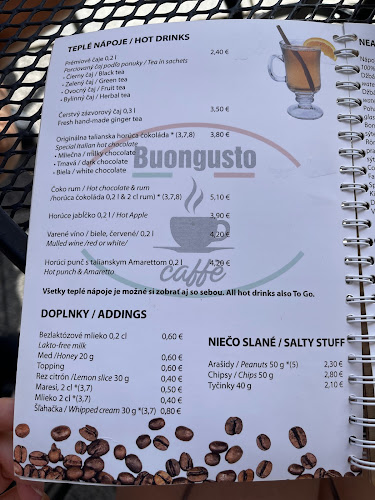 TEPLÉ NÁPOJE / HOT DRINKS
Prémiové čaje 0,2 l 2,40 €
Porciovaný čaj podľa ponuky / Tea in sachets
- Čierny čaj / Black tea
- Zelený čaj / Green tea
- Ovocný čaj / Fruit tea
- Bylinný čaj / Herbal tea
Čerstvý zázvorový čaj 0,3 l 3,50 €
Fresh hand-made ginger tea
Originálna talianska horúca čokoláda * (3,7,8) 3,80 €
Special Italian hot chocolate
- Mliečna / milky chocolate
- Tmavá / dark chocolate
- Biela / white chocolate
Buongusto
Čoko rum / Hot chocolate & rum
/horúca čokoláda 0,2 l & 2 cl rum/ * (3,7,8) 5,10 €
Horúce jabĺčko 0,2 l / Hot Apple 3,90 €
Varené víno / biele, červené/ 0,2 l 4,20 €
Mulled wine /red or white/
Horúci punč s talianskym Amarettom 0,2 l 4,20 €
Hot punch & Amaretto
caffé
Všetky teplé nápoje je možné si zobrať aj so sebou. All hot drinks also To Go.
DOPLNKY / ADDINGS
Bezlaktózové mlieko 0,2 cl 0,60 €
Lakto-free milk
Med /Honey 20 g 0,60 €
Topping 0,60 €
Rez citrón /Lemon slice 30 g 0,40 €
Maresi, 2 cl *(3,7) 0,50 €
Mlieko 2 cl *(3,7) 0,40 €
Šľahačka / Whipped cream 30 g *(3,7) 0,80 €
NIEČO SLANÉ / SALTY STUFF
Arašidy / Peanuts 50 g *(5) 2,30 €
Chipsy / Chips 50 g 2,80 €
Tyčinky 40 g 2,10 €